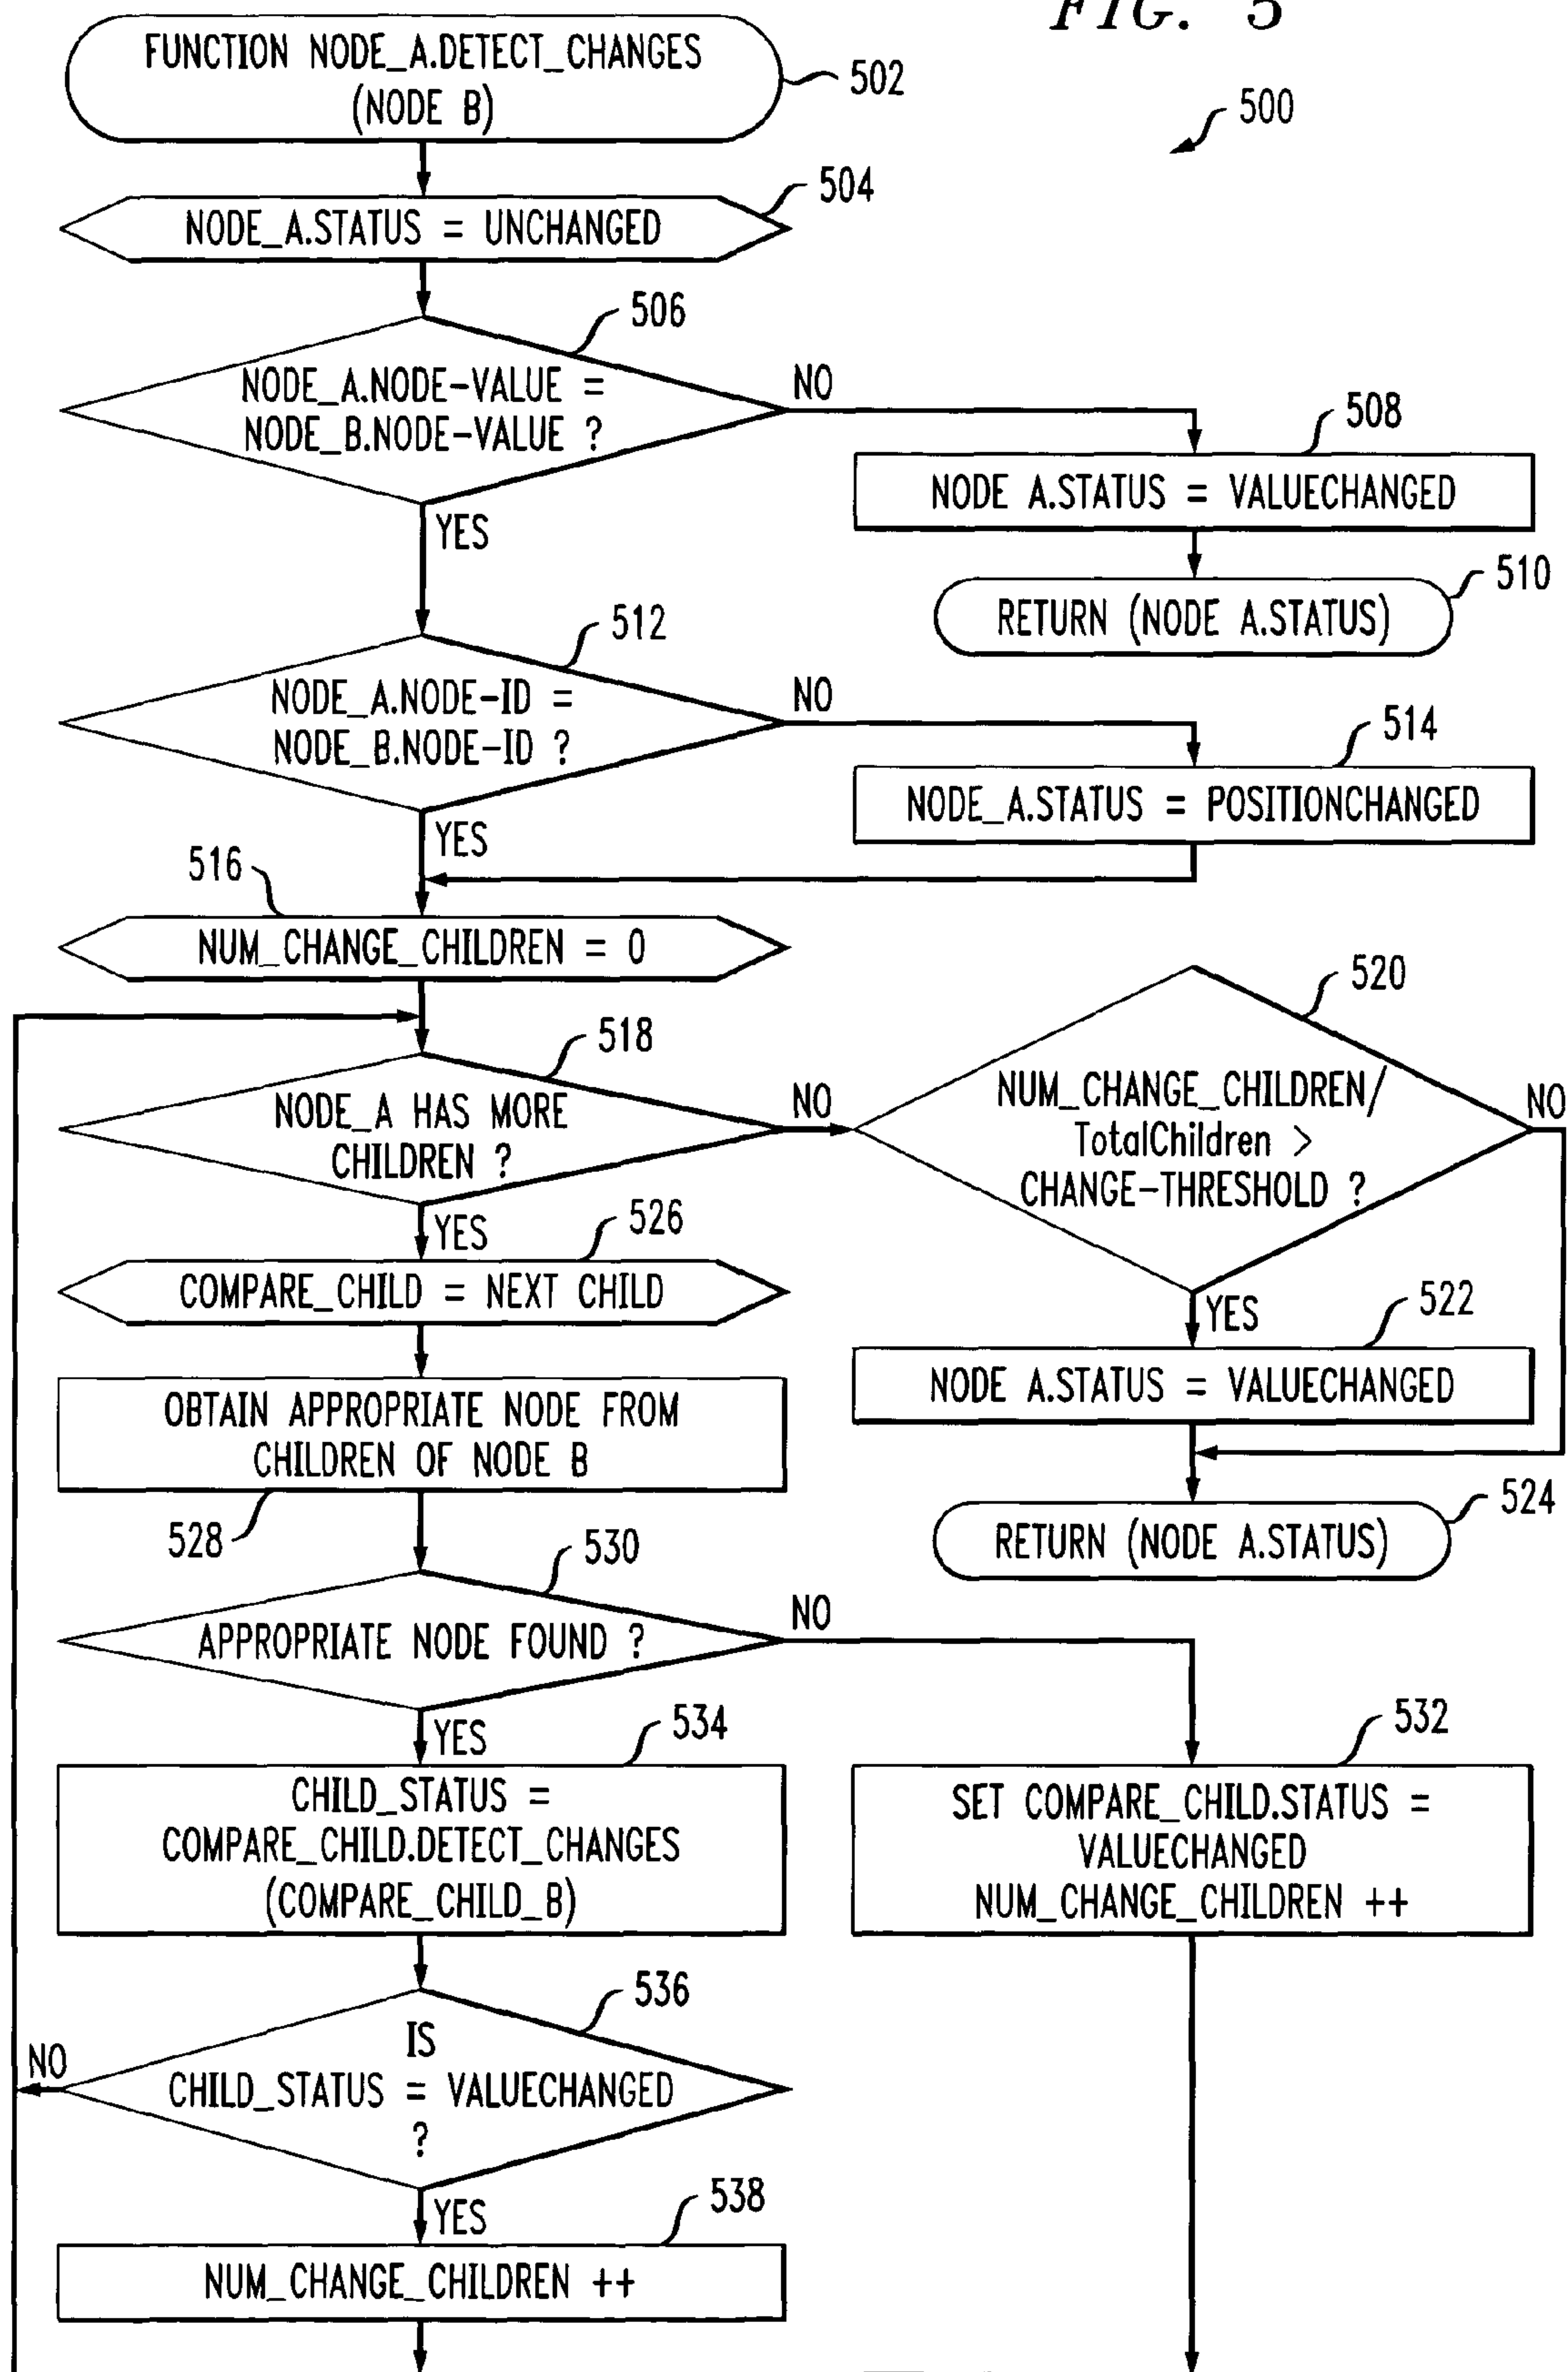 FIG. 5
FUNCTION NODE_A.DETECT_CHANGES
(NODE B)
502
500
504
NODE_A.STATUS = UNCHANGED
506
NODE_A.NODE-VALUE =
NODE_B.NODE-VALUE ?
NO
508
NODE A.STATUS = VALUECHANGED
YES
510
RETURN (NODE A.STATUS)
512
NODE_A.NODE-ID =
NODE_B.NODE-ID ?
NO
514
NODE_A.STATUS = POSITIONCHANGED
YES
516
NUM_CHANGE_CHILDREN = 0
518
NODE_A HAS MORE
CHILDREN ?
NO
520
NUM_CHANGE_CHILDREN/
TotalChildren >
CHANGE-THRESHOLD ?
NO
YES
522
NODE A.STATUS = VALUECHANGED
524
RETURN (NODE A.STATUS)
YES
526
COMPARE_CHILD = NEXT CHILD
OBTAIN APPROPRIATE NODE FROM
CHILDREN OF NODE B
528
530
APPROPRIATE NODE FOUND ?
NO
532
SET COMPARE_CHILD.STATUS =
VALUECHANGED
NUM_CHANGE_CHILDREN ++
YES
534
CHILD_STATUS =
COMPARE_CHILD.DETECT_CHANGES
(COMPARE_CHILD_B)
536
IS
CHILD_STATUS = VALUECHANGED
?
NO
YES
538
NUM_CHANGE_CHILDREN ++